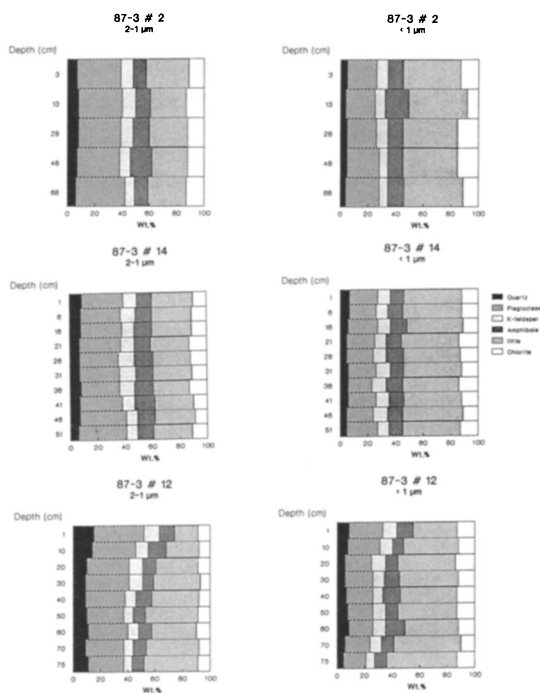 87-3 # 2
2-1 µm
Depth (cm)
3
13
28
48
68
0 20 40 60 80 100
Wt.%
87-3 # 2
< 1 µm
Depth (cm)
3
13
28
48
68
0 20 40 60 80 100
Wt.%
87-3 # 14
2-1 µm
Depth (cm)
1
6
16
21
26
31
36
41
46
51
0 20 40 60 80 100
Wt.%
87-3 # 14
< 1 µm
Depth (cm)
1
6
16
21
26
31
36
41
46
51
0 20 40 60 80 100
Wt.%
Quartz
Plagioclase
K-feldspar
Amphibole
Illite
Chlorite
87-3 # 12
2-1 µm
Depth (cm)
1
10
20
30
40
50
60
70
75
0 20 40 60 80 100
Wt.%
87-3 # 12
< 1 µm
Depth (cm)
1
10
20
30
40
50
60
70
75
0 20 40 60 80 100
Wt.%